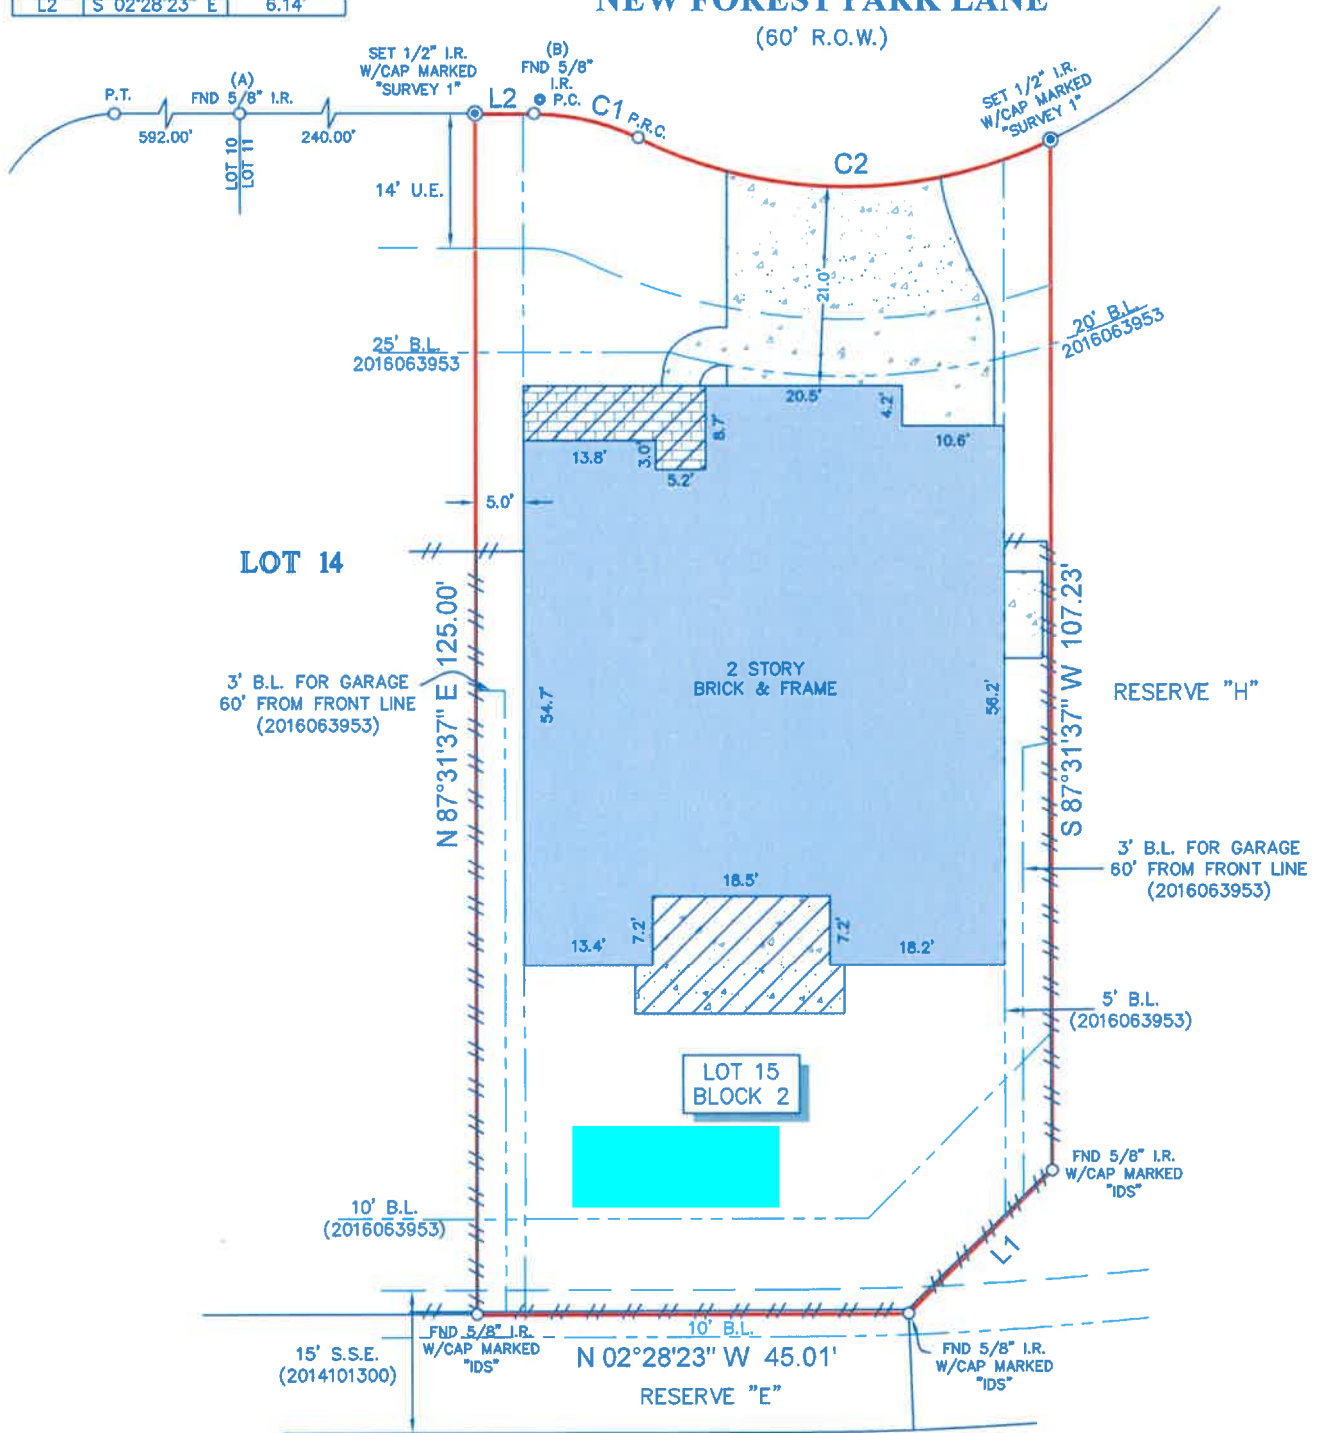 L2 S 02°28'23" E 6.14'
NEW FOREST PARK LANE
(60' R.O.W.)
SET 1/2" I.R.
W/CAP MARKED
"SURVEY 1"
(B)
FND 5/8"
I.R.
P.C.
L2
C1
P.R.C.
C2
SET 1/2" I.R.
W/CAP MARKED
"SURVEY 1"
P.T.
(A)
FND 5/8" I.R.
592.00'
240.00'
LOT 10
LOT 11
14' U.E.
21.0'
25' B.L.
2016063953
20' B.L.
2016063953
20.5'
4.2'
10.6'
8.7'
13.8'
3.0'
5.2'
5.0'
LOT 14
N 87°31'37" E 125.00'
S 87°31'37" W 107.23'
3' B.L. FOR GARAGE
60' FROM FRONT LINE
(2016063953)
54.7'
2 STORY
BRICK & FRAME
56.2'
RESERVE "H"
3' B.L. FOR GARAGE
60' FROM FRONT LINE
(2016063953)
18.5'
7.2'
7.2'
13.4'
18.2'
5' B.L.
(2016063953)
LOT 15
BLOCK 2
FND 5/8" I.R.
W/CAP MARKED
"IDS"
10' B.L.
(2016063953)
L1
10' B.L.
FND 5/8" I.R.
W/CAP MARKED
"IDS"
N 02°28'23" W 45.01'
FND 5/8" I.R.
W/CAP MARKED
"IDS"
15' S.S.E.
(2014101300)
RESERVE "E"